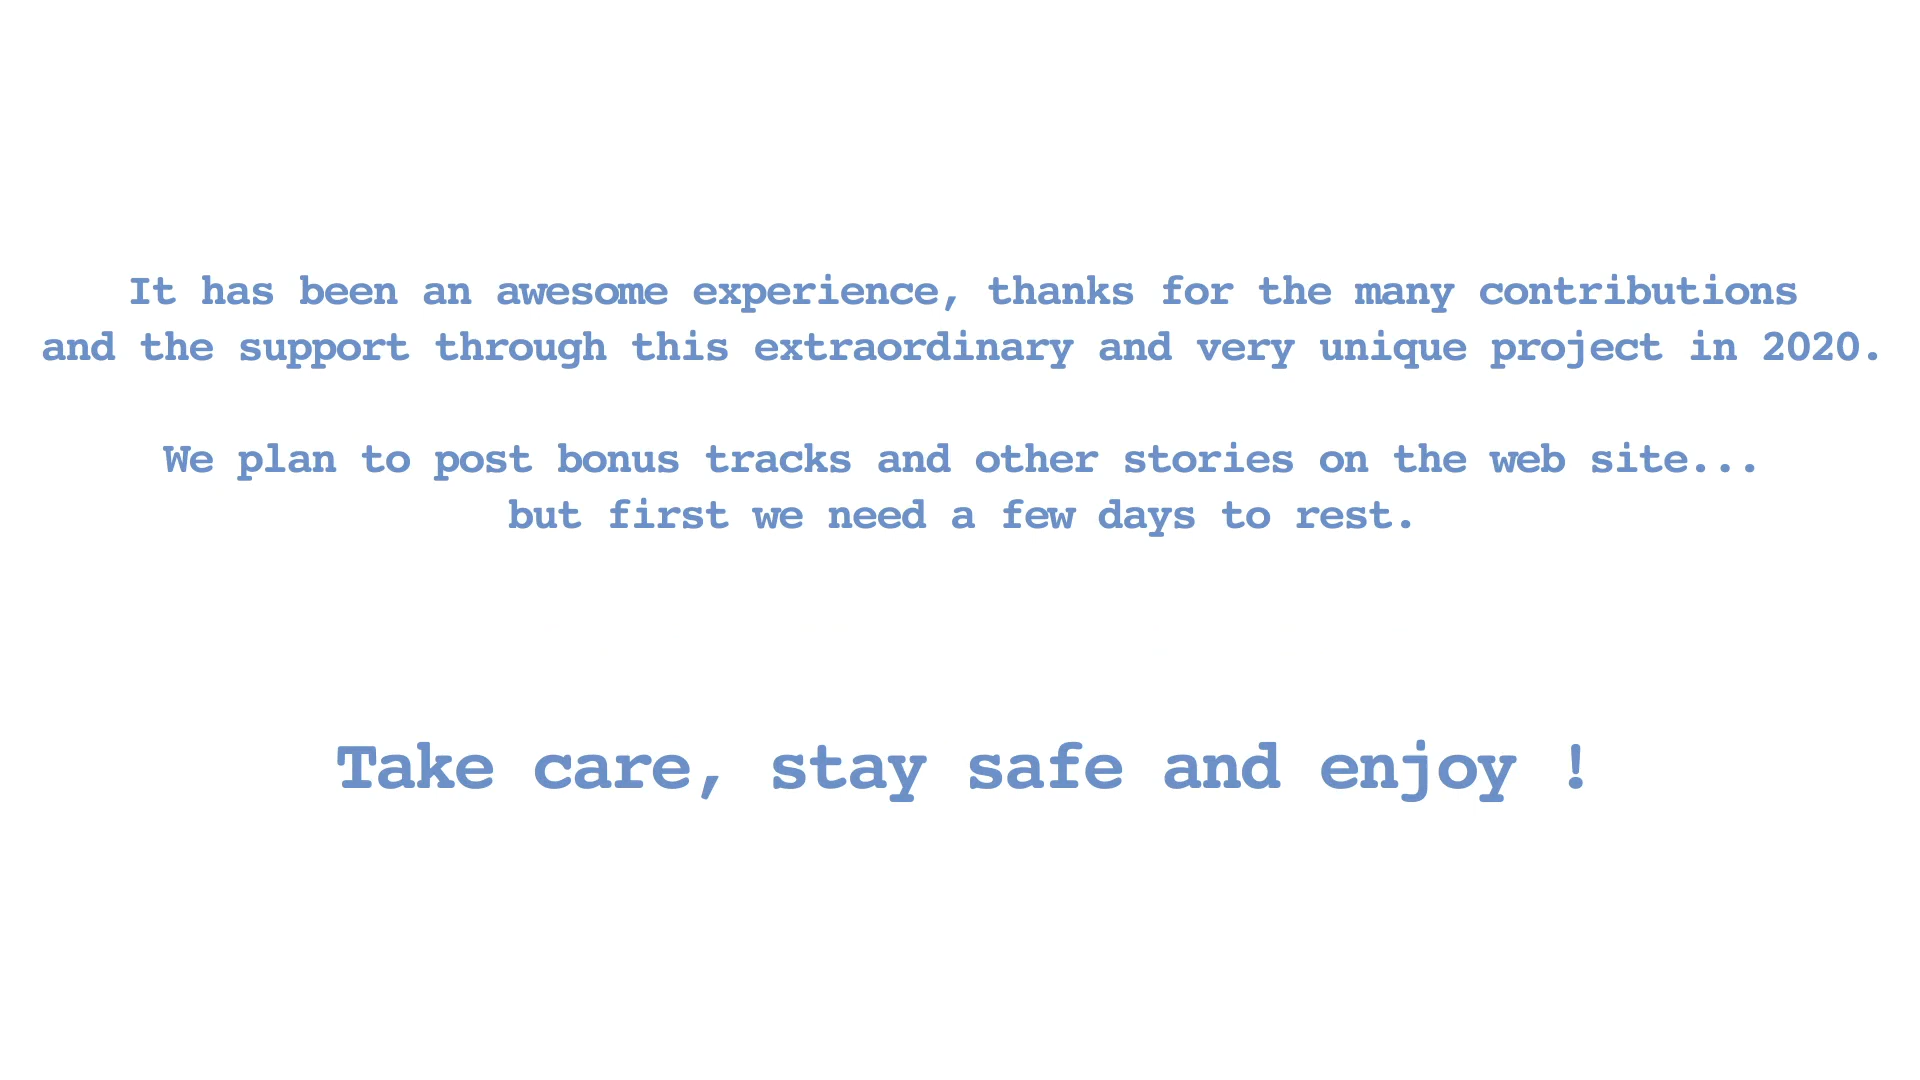 It has been an awesome experience, thanks for the many contributions
and the support through this extraordinary and very unique project in 2020.
We plan to post bonus tracks and other stories on the web site...
but first we need a few days to rest.
Take care, stay safe and enjoy !